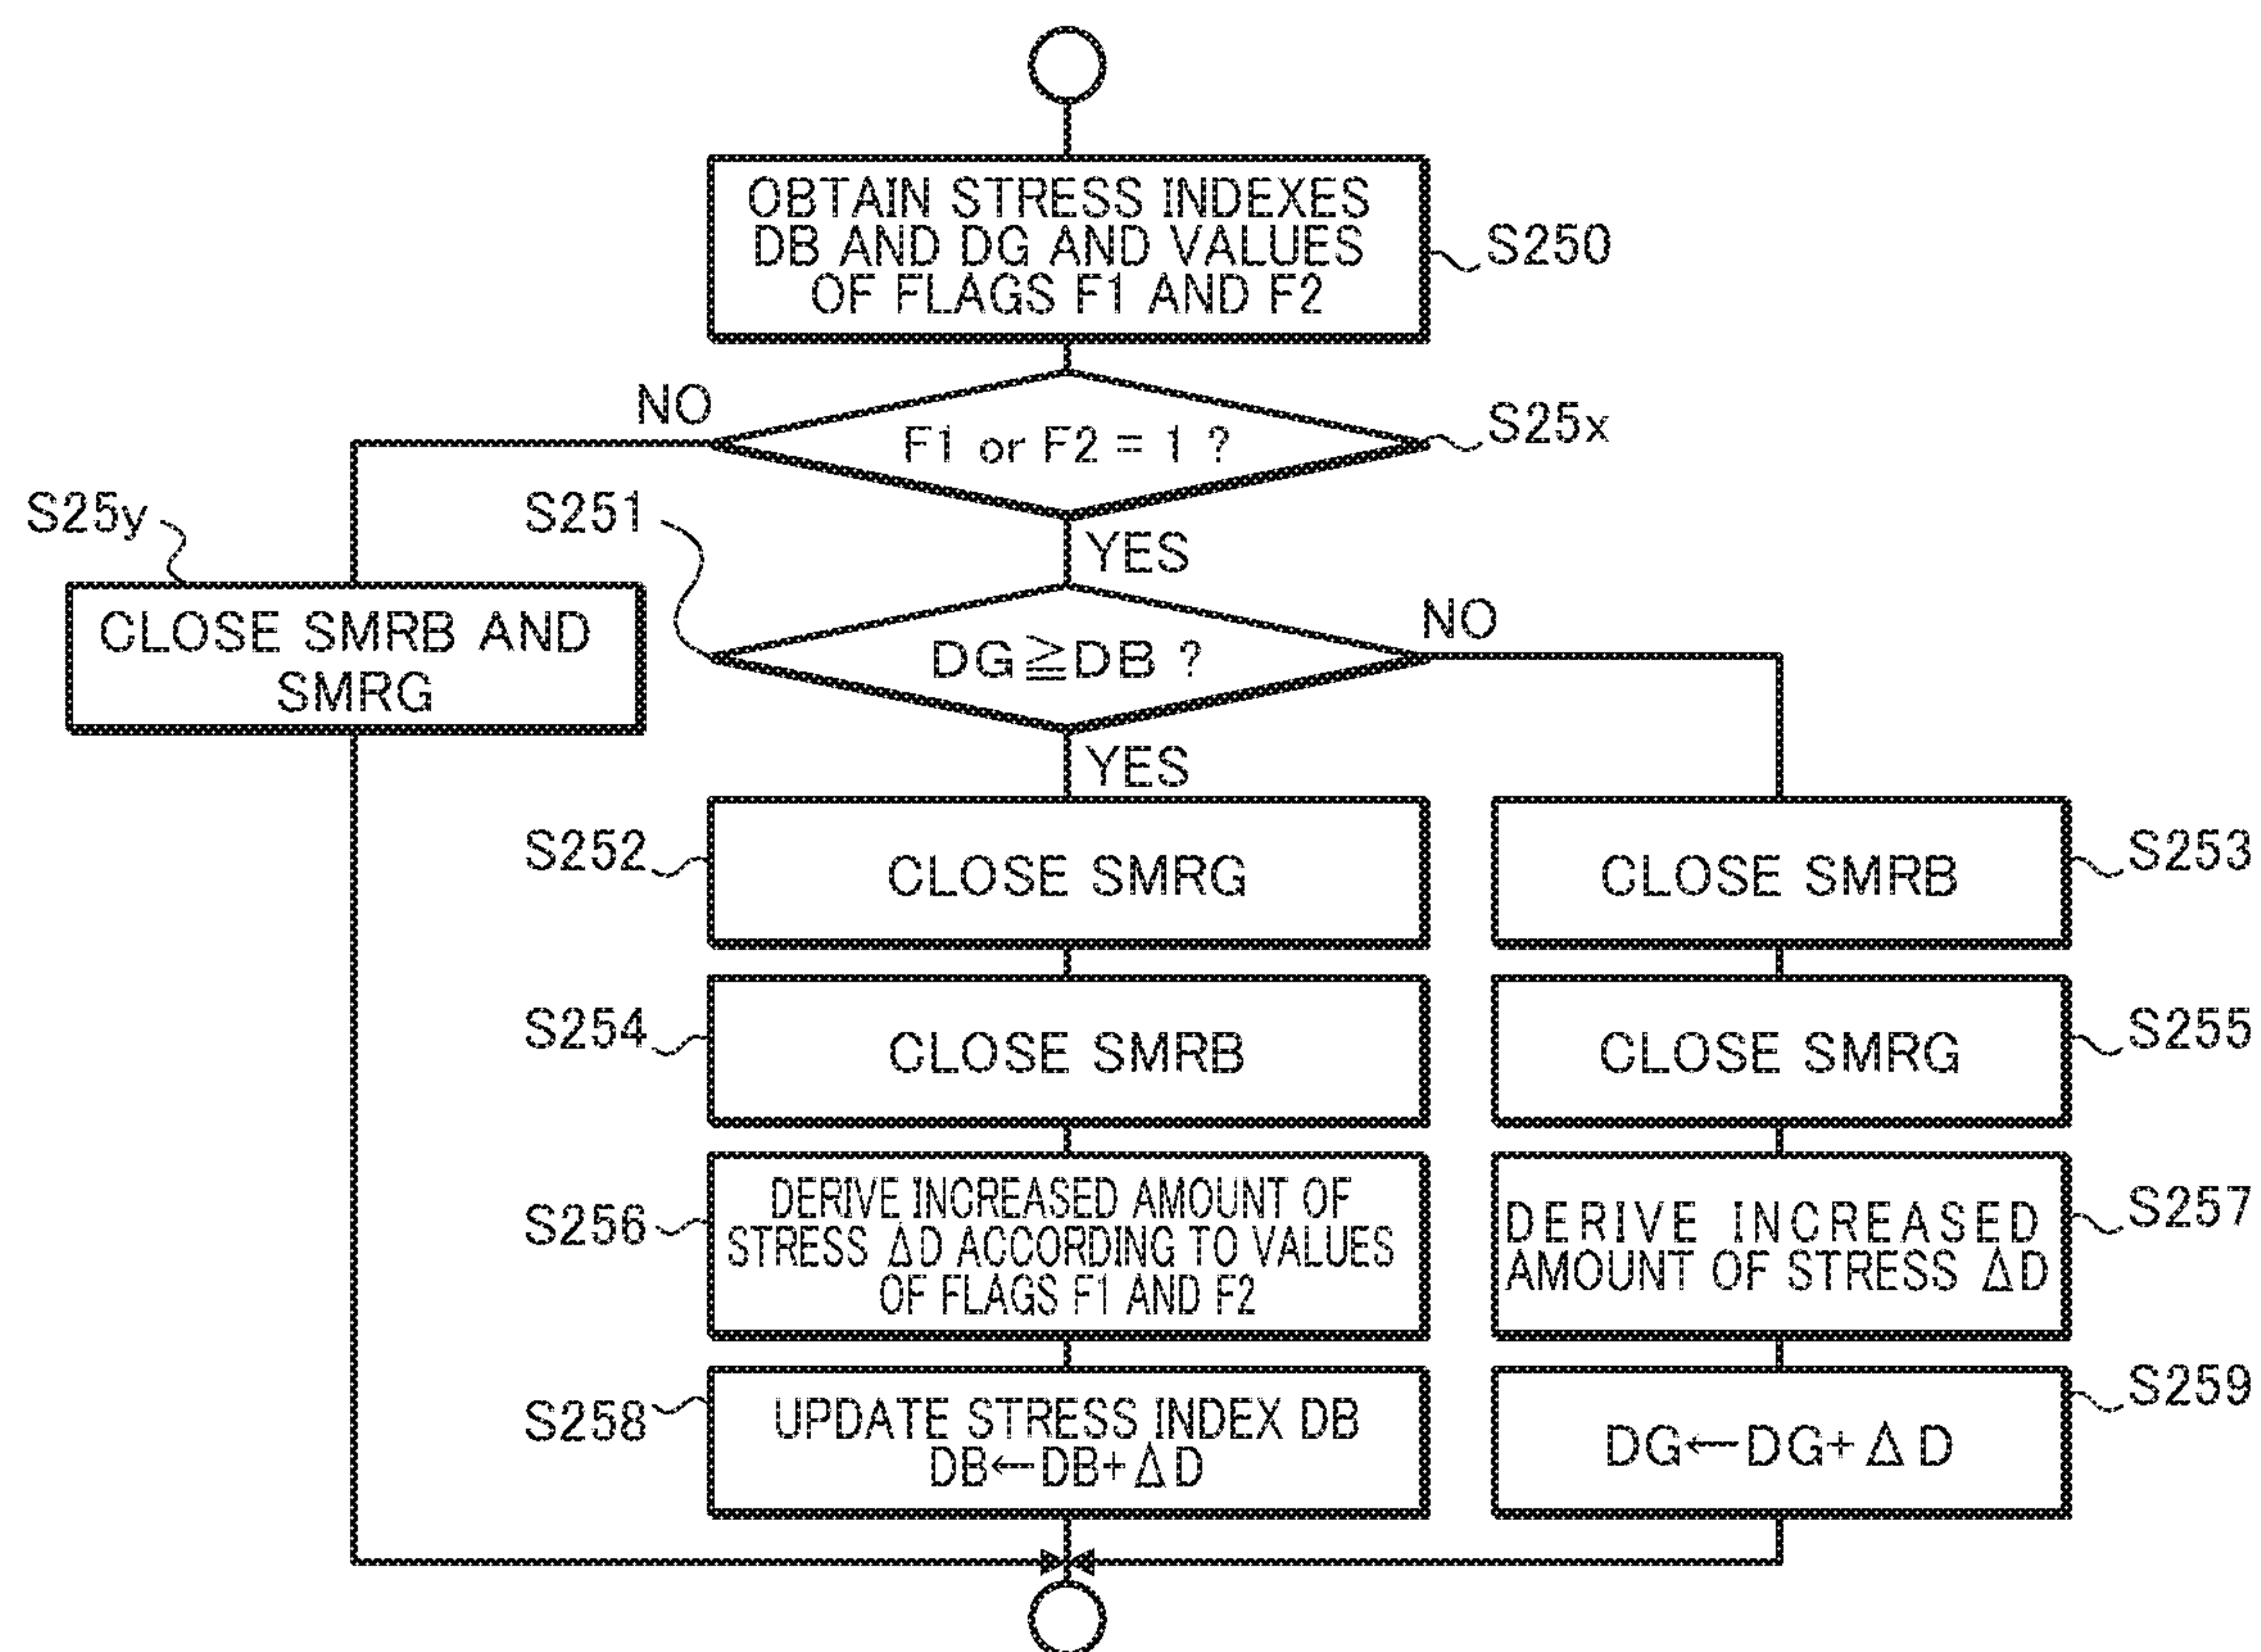 OBTAIN STRESS INDEXES
DB AND DG AND VALUES
OF FLAGS F1 AND F2
S250
NO
F1 or F2 = 1 ?
S25x
S25y
S251
YES
CLOSE SMRB AND
SMRG
DG≧DB ?
NO
YES
S252
CLOSE SMRG
CLOSE SMRB
S253
S254
CLOSE SMRB
CLOSE SMRG
S255
S256
DERIVE INCREASED AMOUNT OF
STRESS ΔD ACCORDING TO VALUES
OF FLAGS F1 AND F2
DERIVE INCREASED
AMOUNT OF STRESS ΔD
S257
S258
UPDATE STRESS INDEX DB
DB←DB+ΔD
DG←DG+ΔD
S259